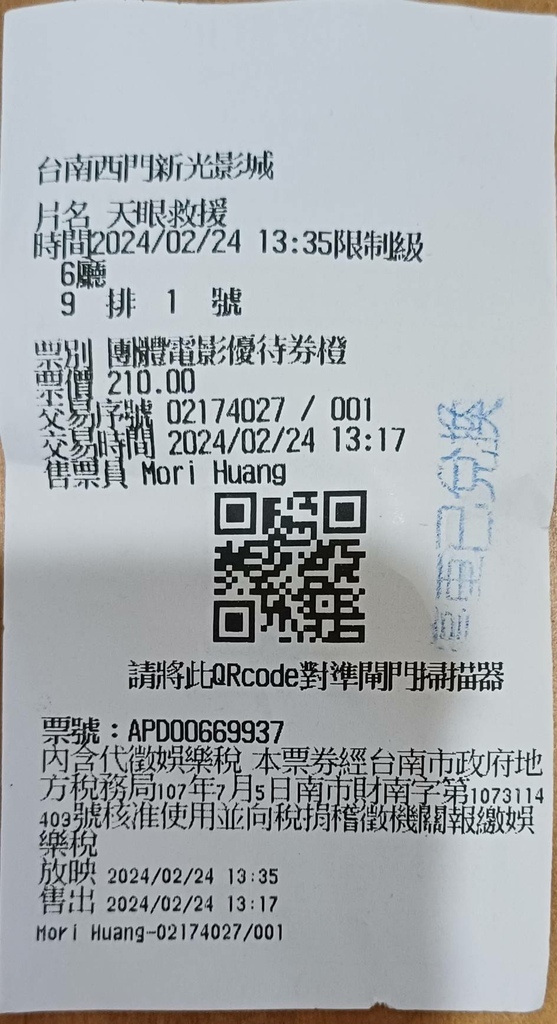 台南西門新光影城
片名 天眼救援
時間2024/02/24 13:35限制級
6廳
9 排 1 號
票別 團體電影優待券橙
票價 210.00
交易序號 02174027 / 001
交易時間 2024/02/24 13:17
售票員 Mori Huang
已兌換
請將此QRcode對準閘門掃描器
票號：APD00669937
內含代徵娛樂稅 本票券經台南市政府地
方稅務局107年7月5日南市財南字第1073114
403號核准使用並向稅捐稽徵機關報繳娛
樂稅
放映 2024/02/24 13:35
售出 2024/02/24 13:17
Mori Huang-02174027/001